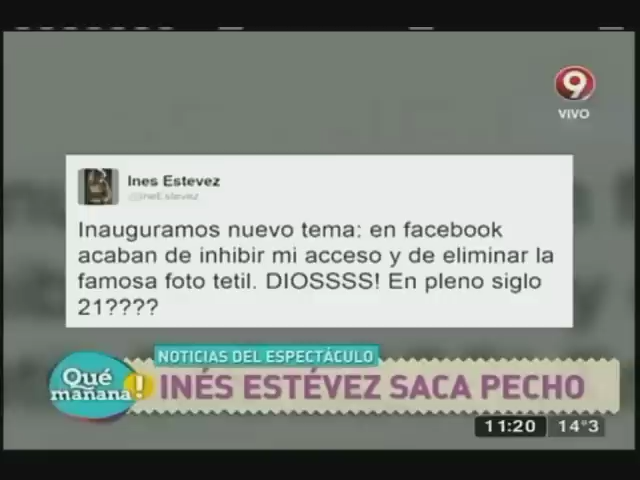 9
VIVO
Ines Estevez
@ineEstevez
Inauguramos nuevo tema: en facebook
acaban de inhibir mi acceso y de eliminar la
famosa foto tetil. DIOSSSS! En pleno siglo
21????
NOTICIAS DEL ESPECTÁCULO
Qué
mañana!
INÉS ESTÉVEZ SACA PECHO
11:20 14°3